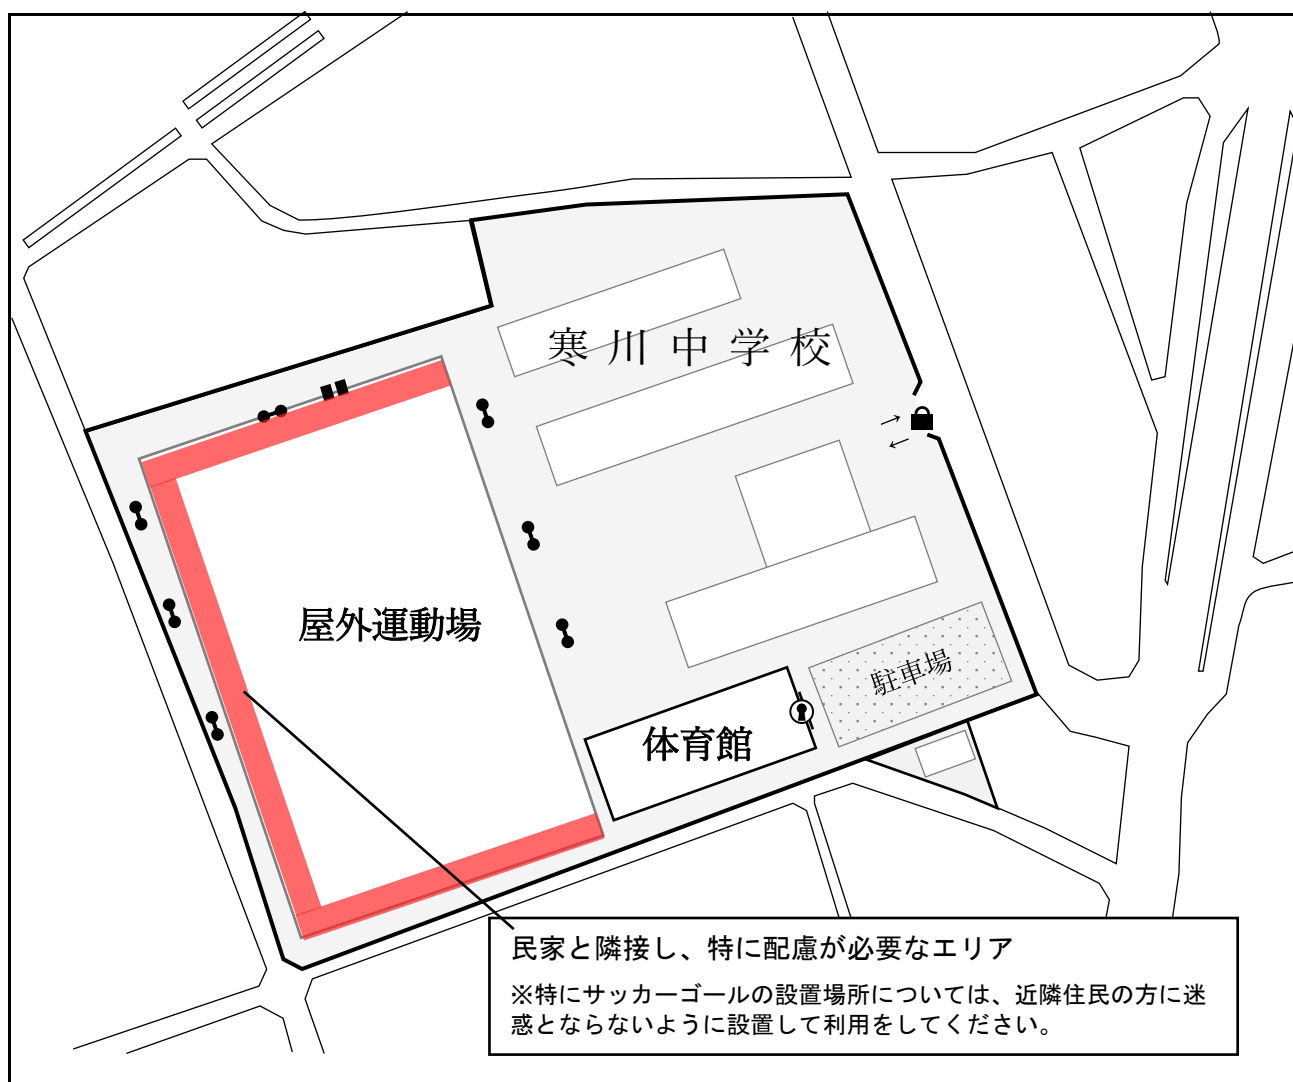 寒川中学校
屋外運動場
駐車場
体育館
民家と隣接し、特に配慮が必要なエリア
※特にサッカーゴールの設置場所については、近隣住民の方に迷
惑とならないように設置して利用をしてください。